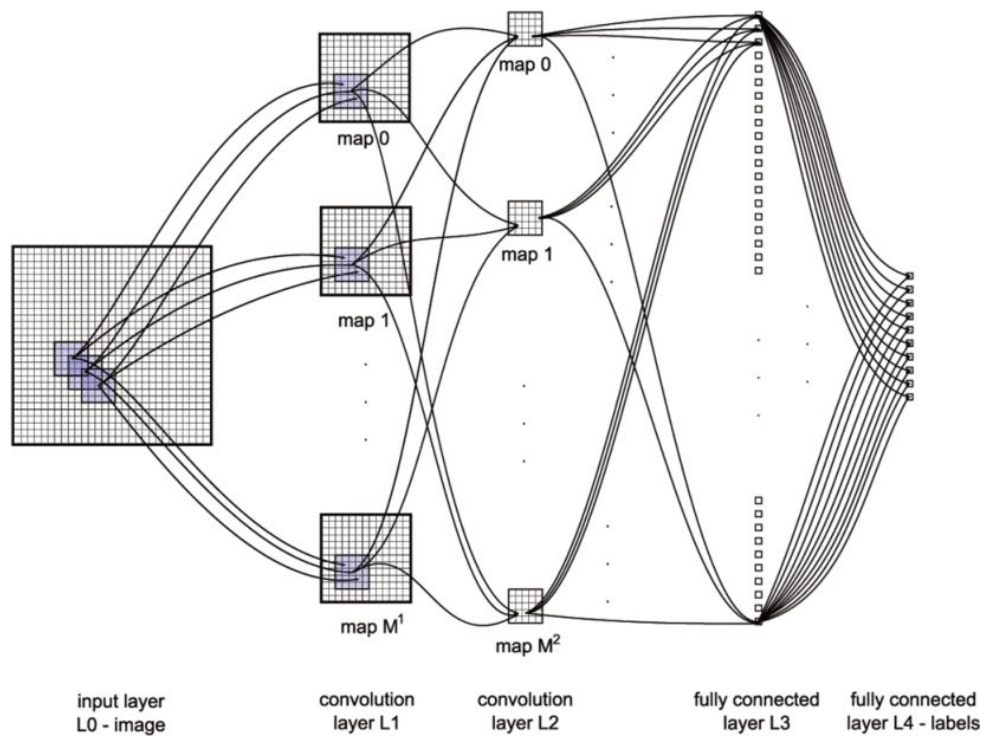 map 0
map 0
map 1
map 1
map M¹
map M²
input layer
L0 - image
convolution
layer L1
convolution
layer L2
fully connected
layer L3
fully connected
layer L4 - labels